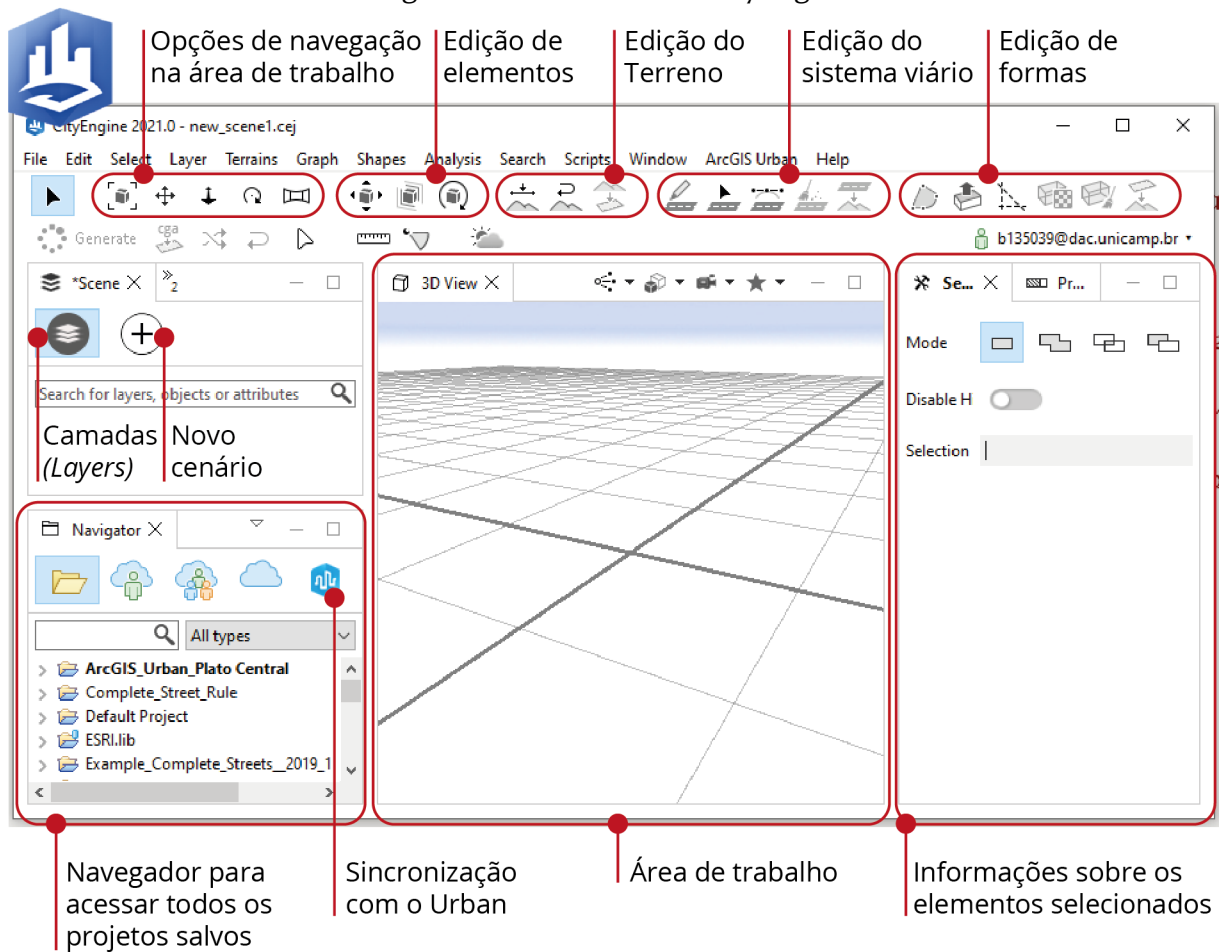 Opções de navegação
na área de trabalho
Edição de
elementos
Edição do
Terreno
Edição do
sistema viário
Edição de
formas
CityEngine 2021.0 - new_scene1.cej
File Edit Select Layer Terrains Graph Shapes Analysis Search Scripts Window ArcGIS Urban Help
Generate
cga
b135039@dac.unicamp.br
*Scene
»2
3D View
Se...
Pr...
Mode
Search for layers, objects or attributes
Disable H
Camadas
(Layers)
Novo
cenário
Selection
Navigator
All types
ArcGIS_Urban_Plato Central
Complete_Street_Rule
Default Project
ESRI.lib
Example_Complete_Streets__2019_1
Navegador para
acessar todos os
projetos salvos
Sincronização
com o Urban
Área de trabalho
Informações sobre os
elementos selecionados